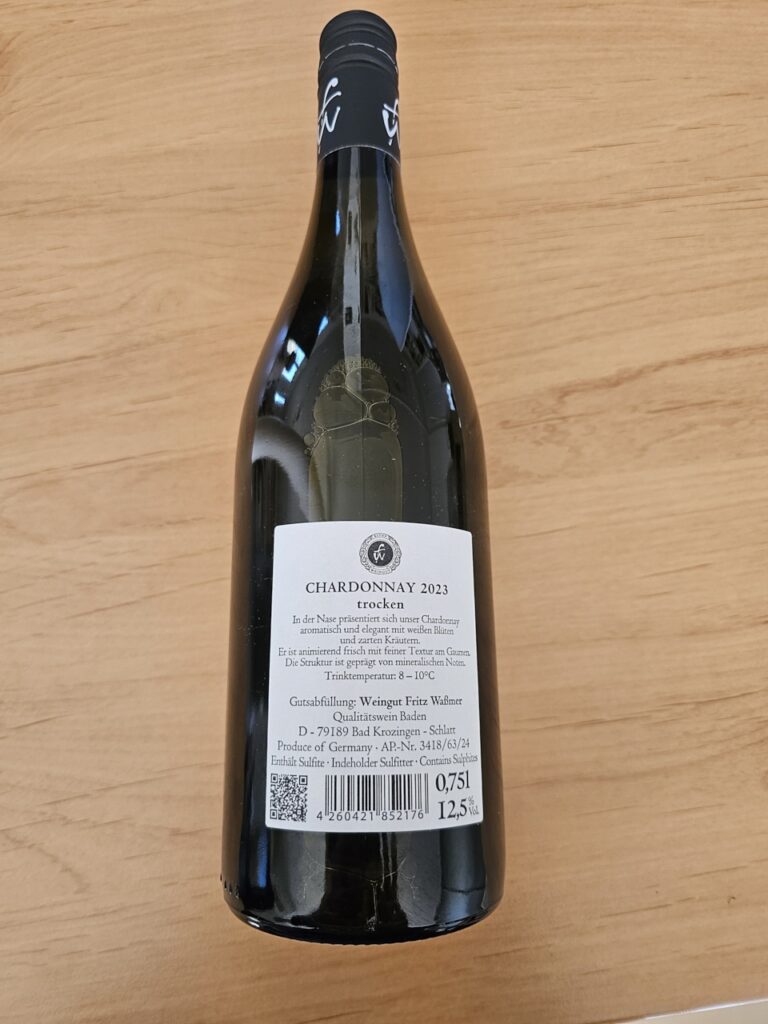 fw
fw
fw
CHARDONNAY 2023
trocken
In der Nase präsentiert sich unser Chardonnay
aromatisch und elegant mit weißen Blüten
und zarten Kräutern.
Er ist animierend frisch mit feiner Textur am Gaumen.
Die Struktur ist geprägt von mineralischen Noten.
Trinktemperatur: 8 – 10°C
Gutsabfüllung: Weingut Fritz Waßmer
Qualitätswein Baden
D - 79189 Bad Krozingen - Schlatt
Produce of Germany · AP.-Nr. 3418/63/24
Enthält Sulfite · Indeholder Sulfitter · Contains Sulphites
4 260421 852176
0,75l
12,5 % Vol.